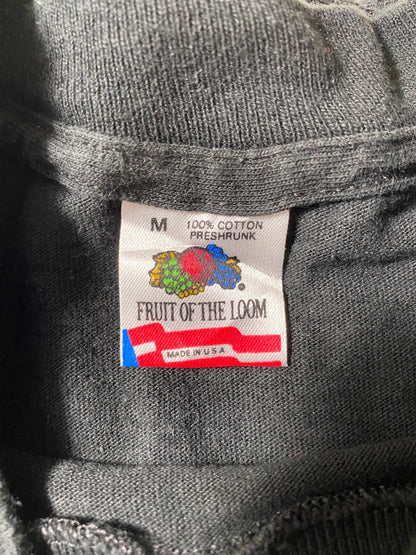 M 100% COTTON
PRESHRUNK
®
FRUIT OF THE LOOM
MADE IN U S A